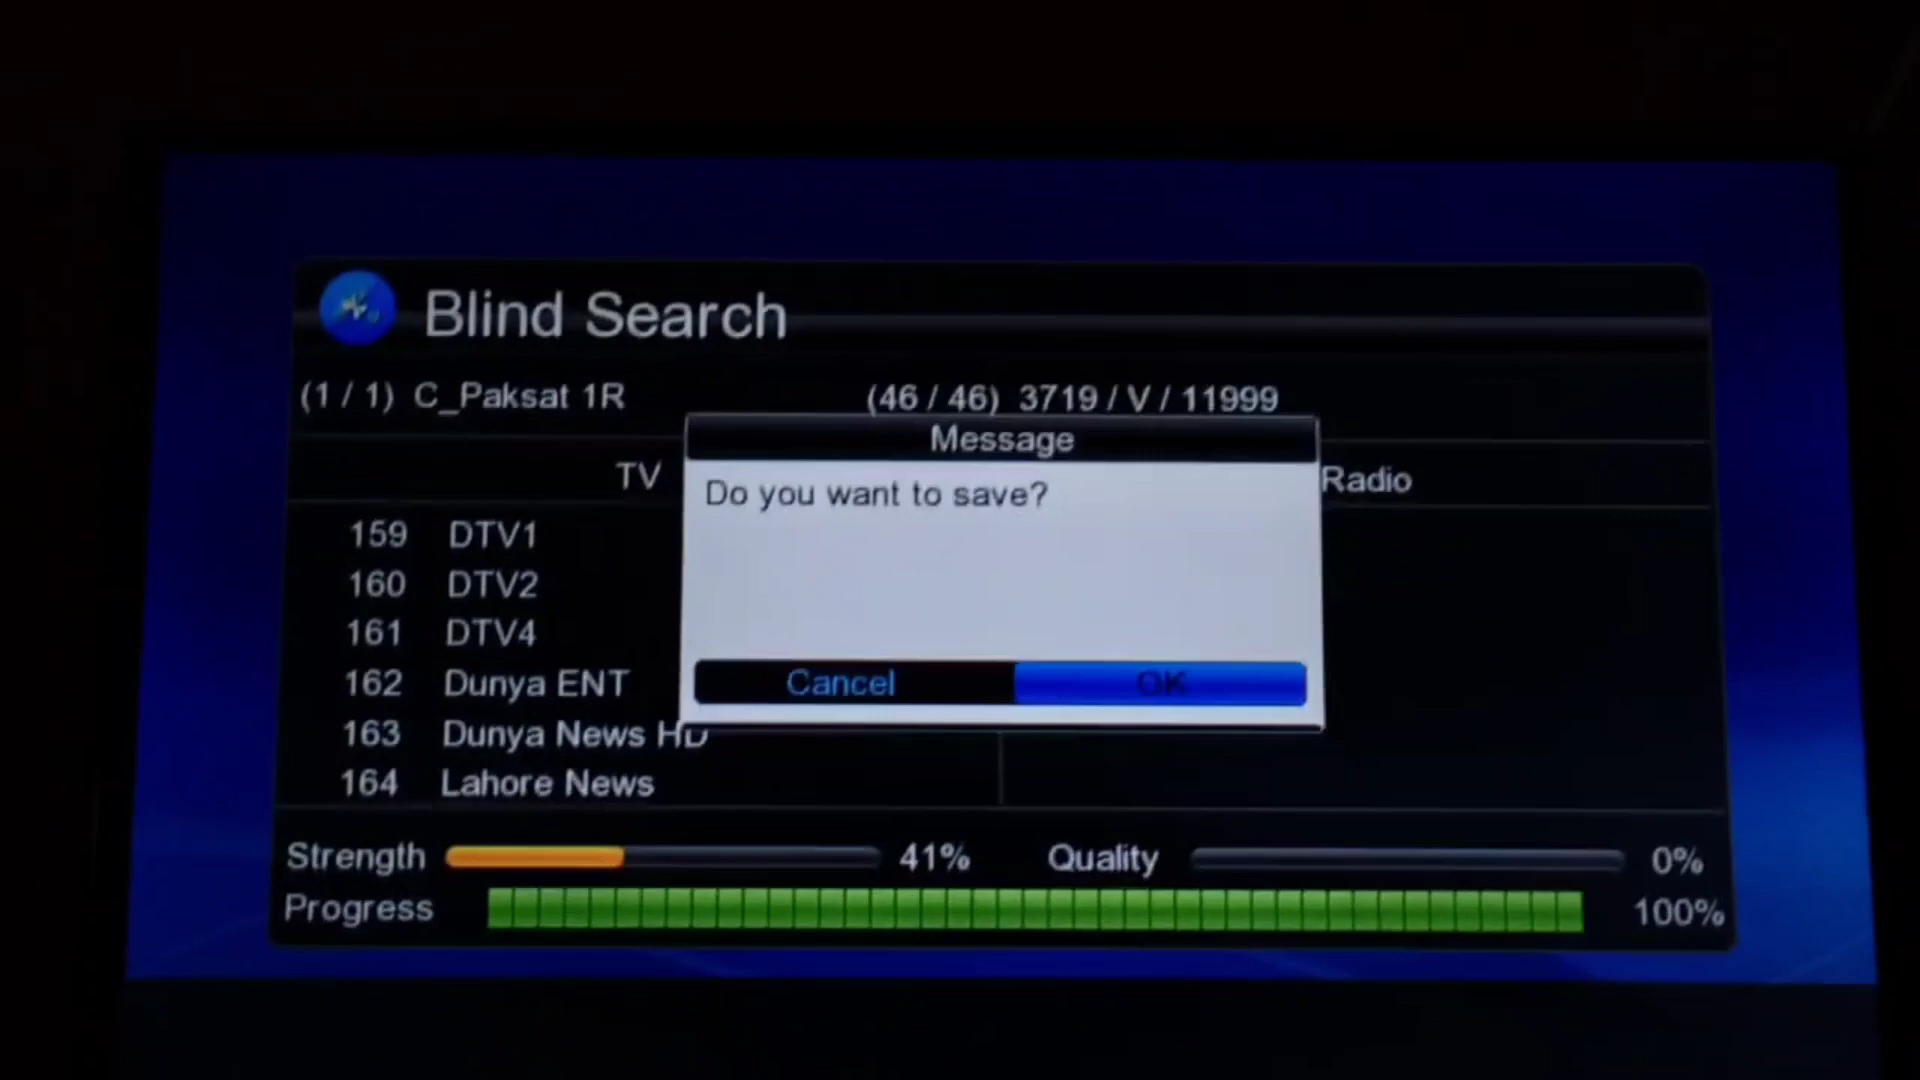 Blind Search
(1 / 1) C_Paksat 1R (46 / 46) 3719 / V / 11999
Message
TV Radio
Do you want to save?
159 DTV1
160 DTV2
161 DTV4
162 Dunya ENT
Cancel OK
163 Dunya News HD
164 Lahore News
Strength 41% Quality 0%
Progress 100%